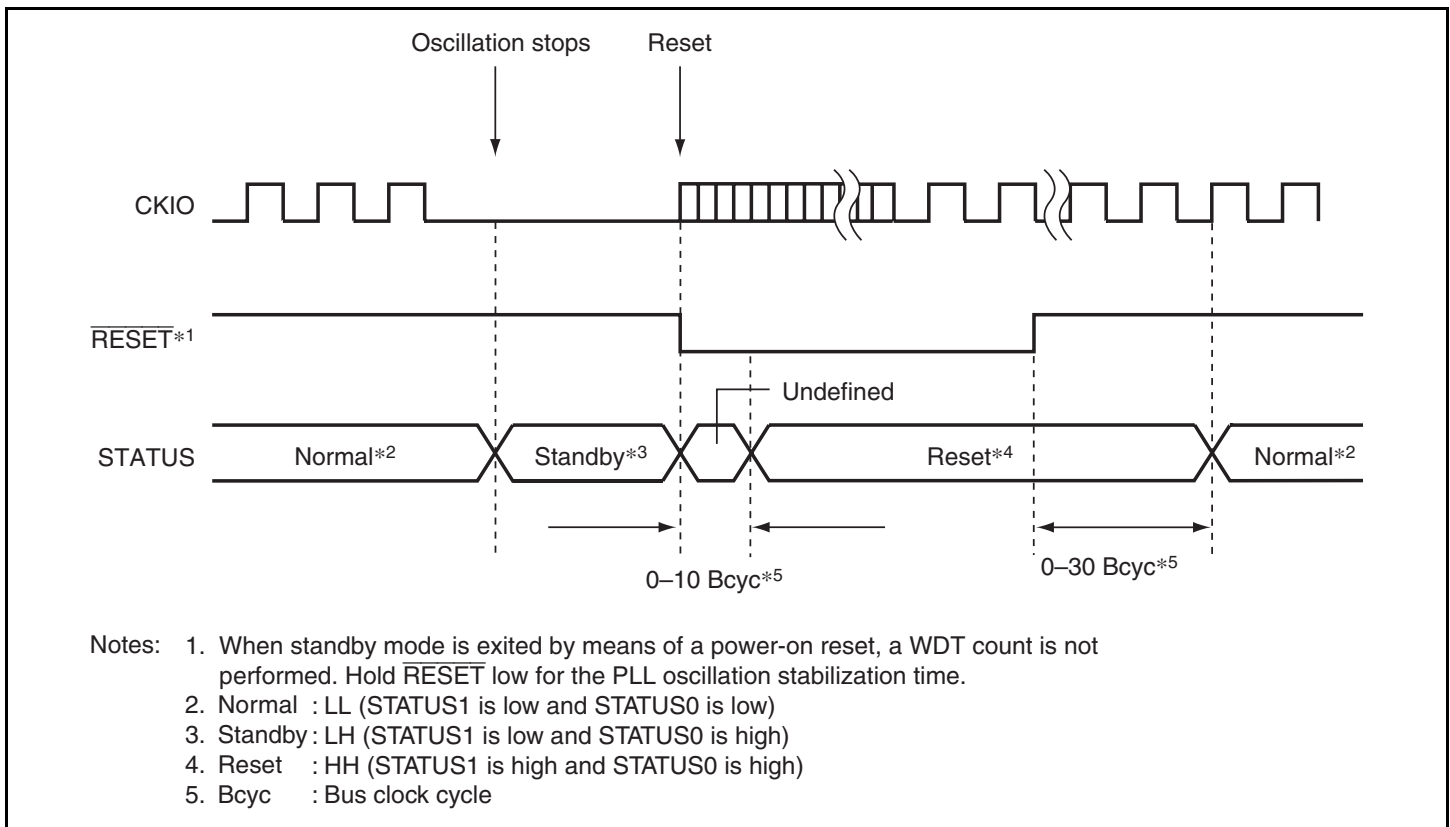 Oscillation stops Reset
CKIO
RESET*1
Undefined
STATUS Normal*2 Standby*3 Reset*4 Normal*2
0–10 Bcyc*5 0–30 Bcyc*5
Notes: 1. When standby mode is exited by means of a power-on reset, a WDT count is not
performed. Hold RESET low for the PLL oscillation stabilization time.
2. Normal : LL (STATUS1 is low and STATUS0 is low)
3. Standby : LH (STATUS1 is low and STATUS0 is high)
4. Reset : HH (STATUS1 is high and STATUS0 is high)
5. Bcyc : Bus clock cycle